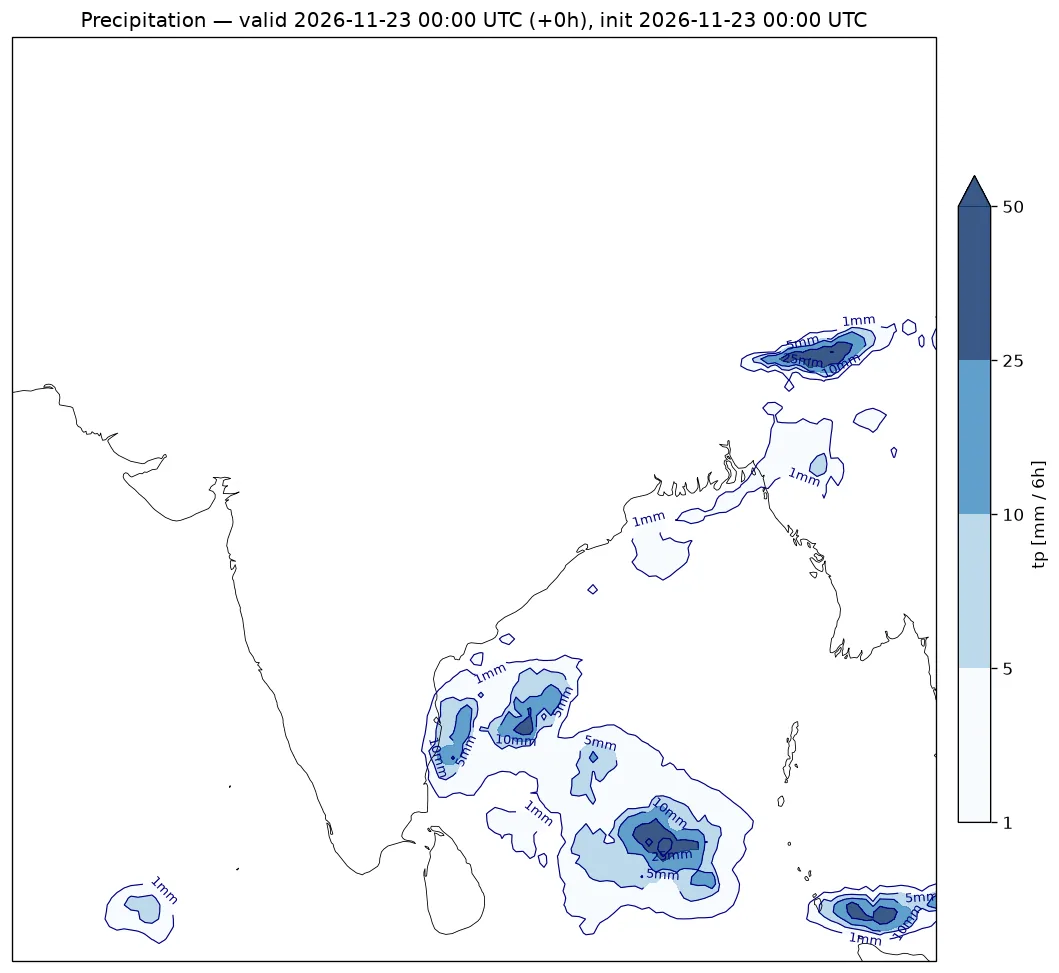 Precipitation — valid 2026-11-23 00:00 UTC (+0h), init 2026-11-23 00:00 UTC
50
25
10
5
1
tp [mm / 6h]
1mm
5mm
25mm
10mm
1mm
1mm
1mm
5mm
10mm
10mm
5mm
5mm
1mm
10mm
25mm
5mm
1mm
5mm
10mm
1mm